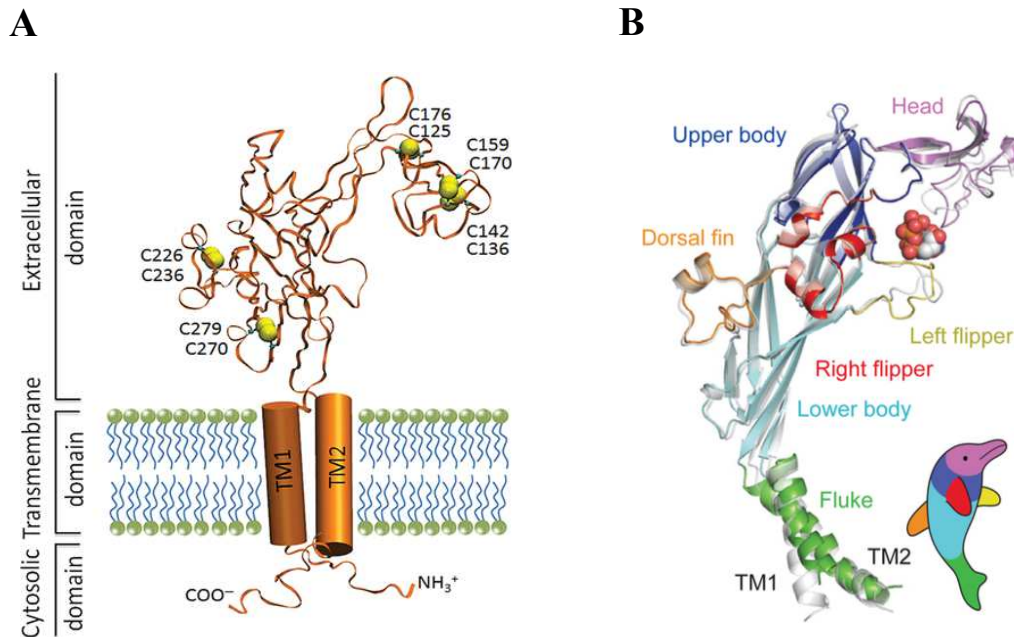 A
B
Extracellular
domain
Transmembrane
domain
Cytosolic
domain
C176
C125
C159
C170
C142
C136
C226
C236
C279
C270
TM1
TM2
COO⁻
NH₃⁺
Head
Upper body
Dorsal fin
Left flipper
Right flipper
Lower body
Fluke
TM1
TM2